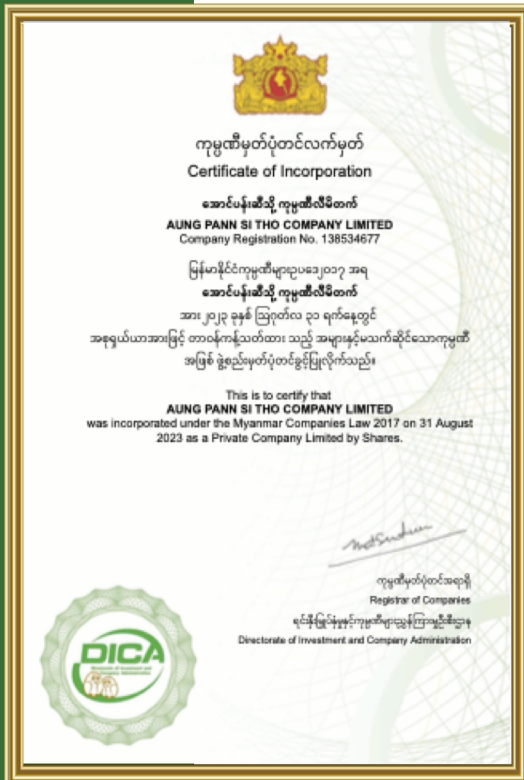 ကုမ္ပဏီမှတ်ပုံတင်လက်မှတ်
Certificate of Incorporation
အောင်ပန်းဆီသို့ ကုမ္ပဏီလီမိတက်
AUNG PANN SI THO COMPANY LIMITED
Company Registration No. 138534677
မြန်မာနိုင်ငံကုမ္ပဏီများဥပဒေ၂၀၁၇ အရ
အောင်ပန်းဆီသို့ ကုမ္ပဏီလီမိတက်
အား ၂၀၂၃ ခုနှစ် ဩဂုတ်လ ၃၁ ရက်နေ့တွင်
အစုရှယ်ယာအားဖြင့် တာဝန်ကန့်သတ်ထား သည့် အများနှင့်မသက်ဆိုင်သောကုမ္ပဏီ
အဖြစ် ဖွဲ့စည်းမှတ်ပုံတင်ခွင့်ပြုလိုက်သည်။
This is to certify that
AUNG PANN SI THO COMPANY LIMITED
was incorporated under the Myanmar Companies Law 2017 on 31 August
2023 as a Private Company Limited by Shares.
ကုမ္ပဏီမှတ်ပုံတင်အရာရှိ
Registrar of Companies
ရင်းနှီးမြှုပ်နှံမှုနှင့်ကုမ္ပဏီများညွှန်ကြားမှုဦးစီးဌာန
Directorate of Investment and Company Administration
DICA
Directorate of Investment and
Company Administration